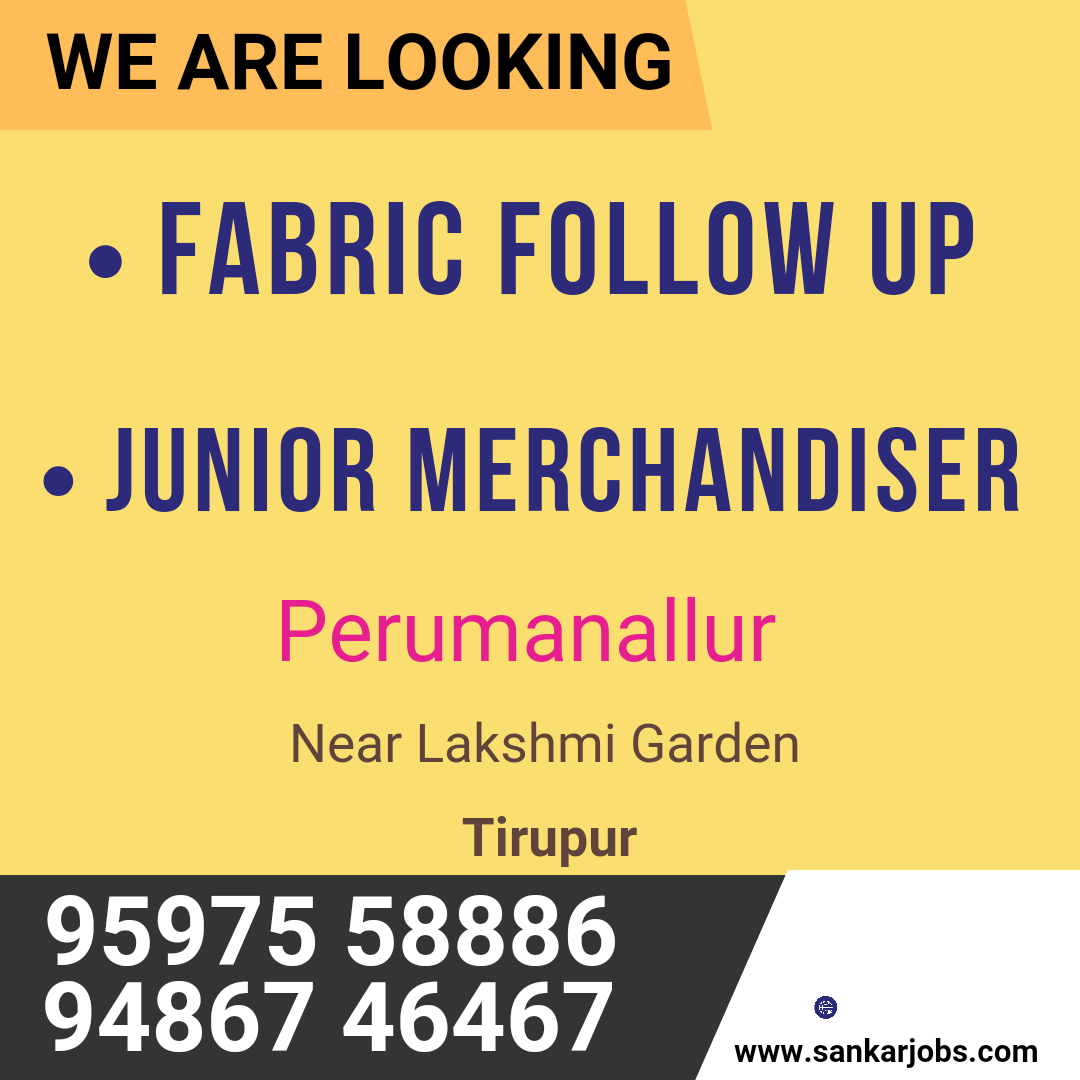 WE ARE LOOKING
• FABRIC FOLLOW UP
• JUNIOR MERCHANDISER
Perumanallur
Near Lakshmi Garden
Tirupur
95975 58886
94867 46467
www.sankarjobs.com